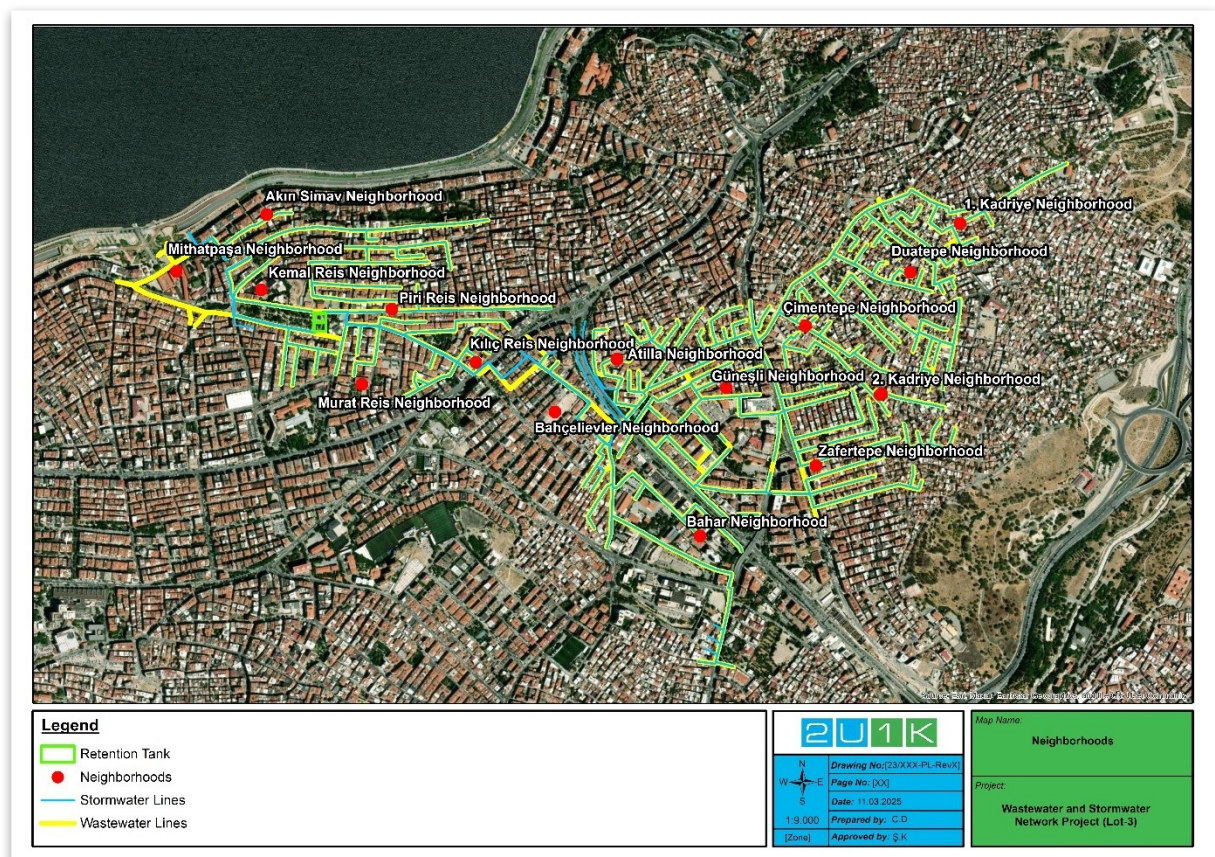 Akın Simav Neighborhood
1. Kadriye Neighborhood
Mithatpaşa Neighborhood
Duatepe Neighborhood
Kemal Reis Neighborhood
Piri Reis Neighborhood
Çimentepe Neighborhood
Kılıç Reis Neighborhood
Atilla Neighborhood
Güneşli Neighborhood
2. Kadriye Neighborhood
Murat Reis Neighborhood
Bahçelievler Neighborhood
Zafertepe Neighborhood
Bahar Neighborhood
Legend
Retention Tank
Neighborhoods
Stormwater Lines
Wastewater Lines
2U1K
N
W E
S
1:9.000
[Zone]
Drawing No:[23/XXX-PL-RevX]
Page No: [XX]
Date: 11.03.2025
Prepared by: C.D
Approved by: Ş.K
Map Name:
Neighborhoods
Project:
Wastewater and Stormwater
Network Project (Lot-3)